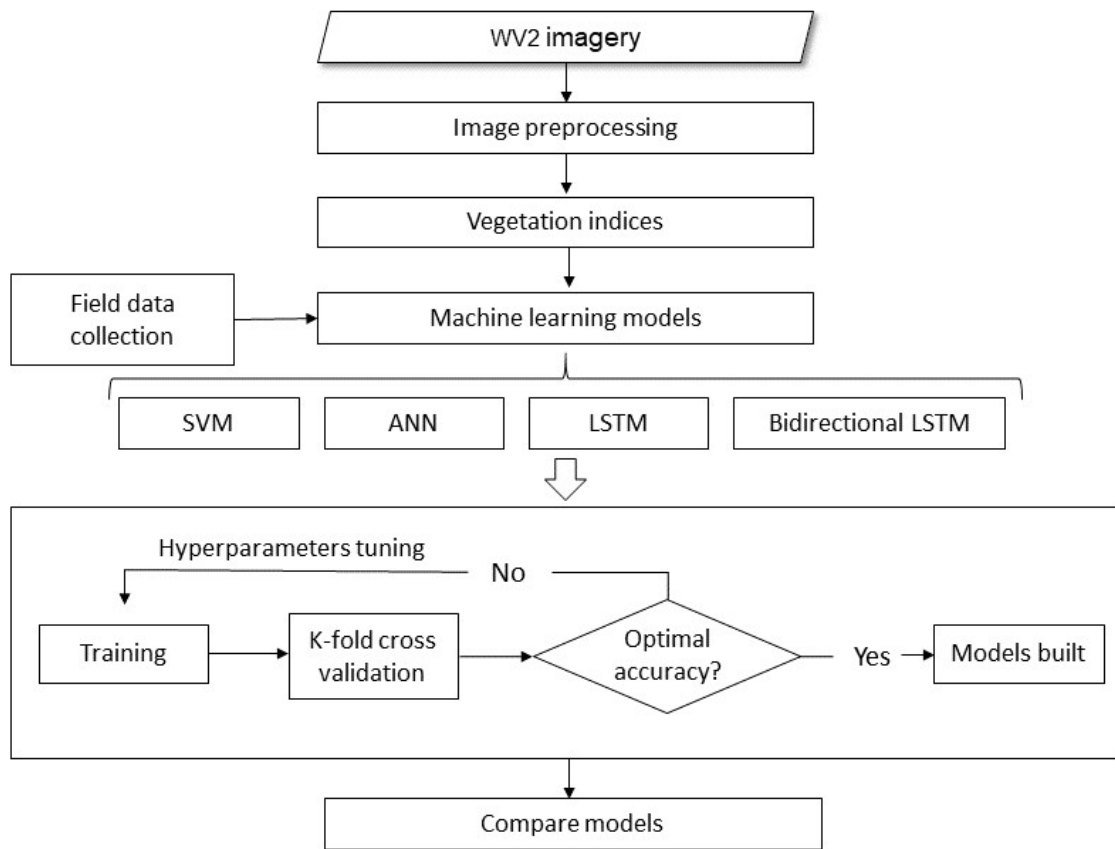 WV2 imagery
Image preprocessing
Vegetation indices
Field data
collection
Machine learning models
SVM
ANN
LSTM
Bidirectional LSTM
Hyperparameters tuning
No
Training
K-fold cross
validation
Optimal
accuracy?
Yes
Models built
Compare models